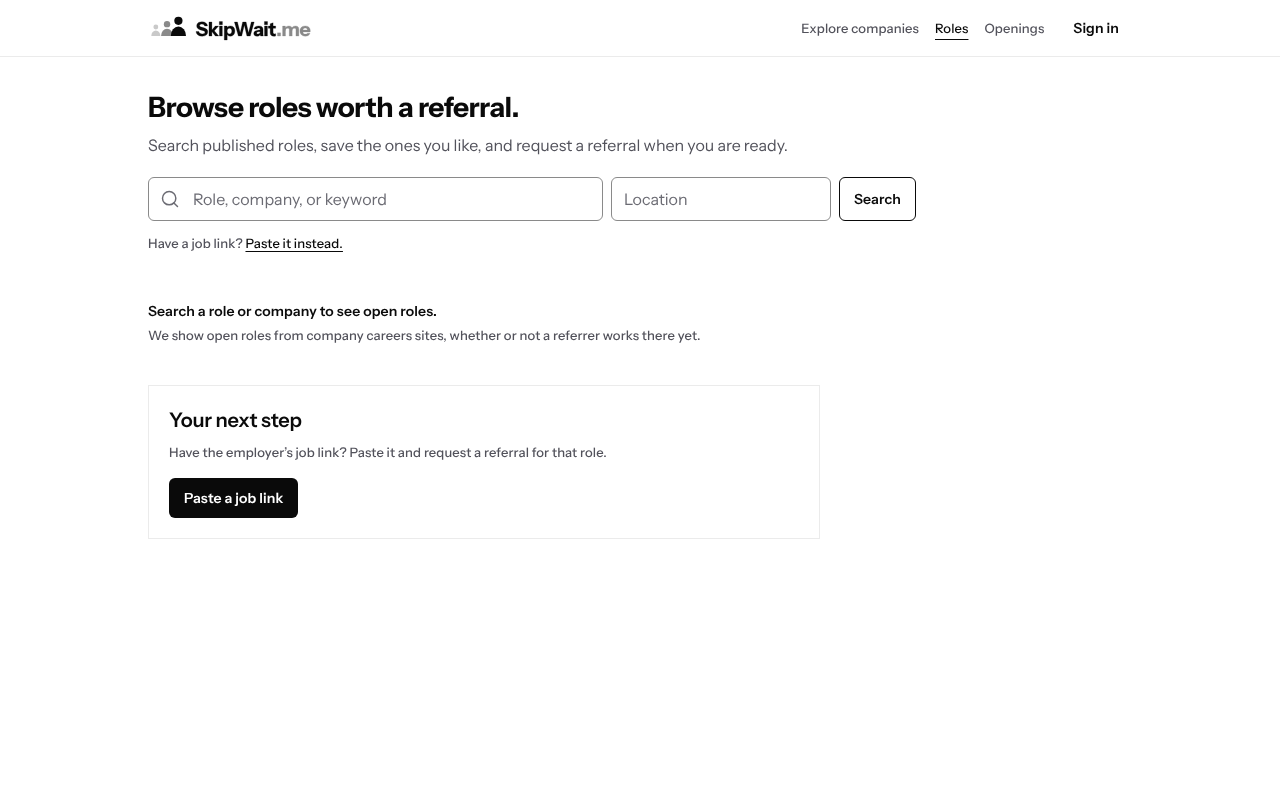 SkipWait.me
Explore companies
Roles
Openings
Sign in
Browse roles worth a referral.
Search published roles, save the ones you like, and request a referral when you are ready.
Role, company, or keyword
Location
Search
Have a job link? Paste it instead.
Search a role or company to see open roles.
We show open roles from company careers sites, whether or not a referrer works there yet.
Your next step
Have the employer’s job link? Paste it and request a referral for that role.
Paste a job link